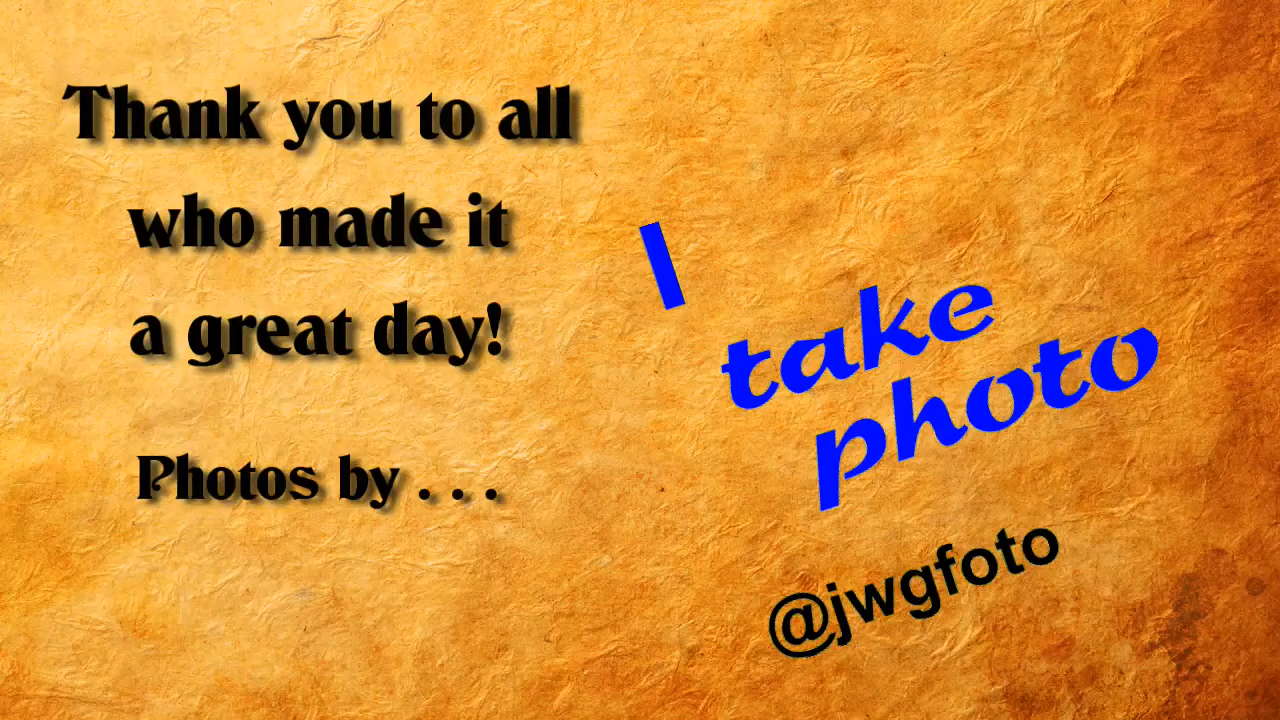 Thank you to all
who made it
a great day!
Photos by . . .
I
take
photo
@jwgfoto